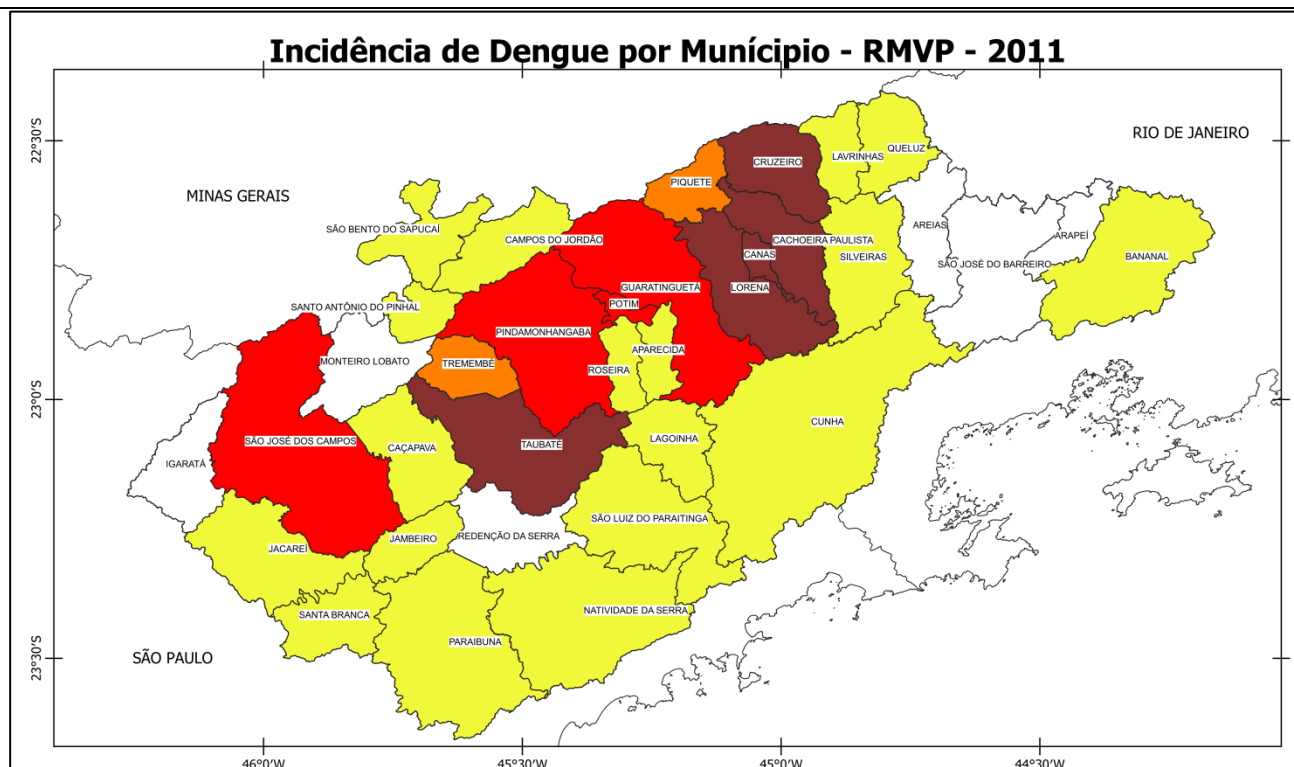 Incidência de Dengue por Munícipio - RMVP - 2011
22°30'S
23°0'S
23°30'S
MINAS GERAIS
RIO DE JANEIRO
SÃO PAULO
CRUZEIRO
LAVRINHAS
QUELUZ
PIQUETE
SÃO BENTO DO SAPUCAÍ
CAMPOS DO JORDÃO
CACHOEIRA PAULISTA
AREIAS
ARAPEÍ
CANAS
SILVEIRAS
SÃO JOSÉ DO BARREIRO
BANANAL
GUARATINGUETÁ
LORENA
SANTO ANTÔNIO DO PINHAL
POTIM
PINDAMONHANGABA
APARECIDA
MONTEIRO LOBATO
TREMEMBÉ
ROSEIRA
CUNHA
SÃO JOSÉ DOS CAMPOS
CAÇAPAVA
TAUBATÉ
LAGOINHA
IGARATÁ
SÃO LUIZ DO PARAITINGA
REDENÇÃO DA SERRA
JAMBEIRO
JACAREÍ
NATIVIDADE DA SERRA
SANTA BRANCA
PARAIBUNA
46°0'W
45°30'W
45°0'W
44°30'W